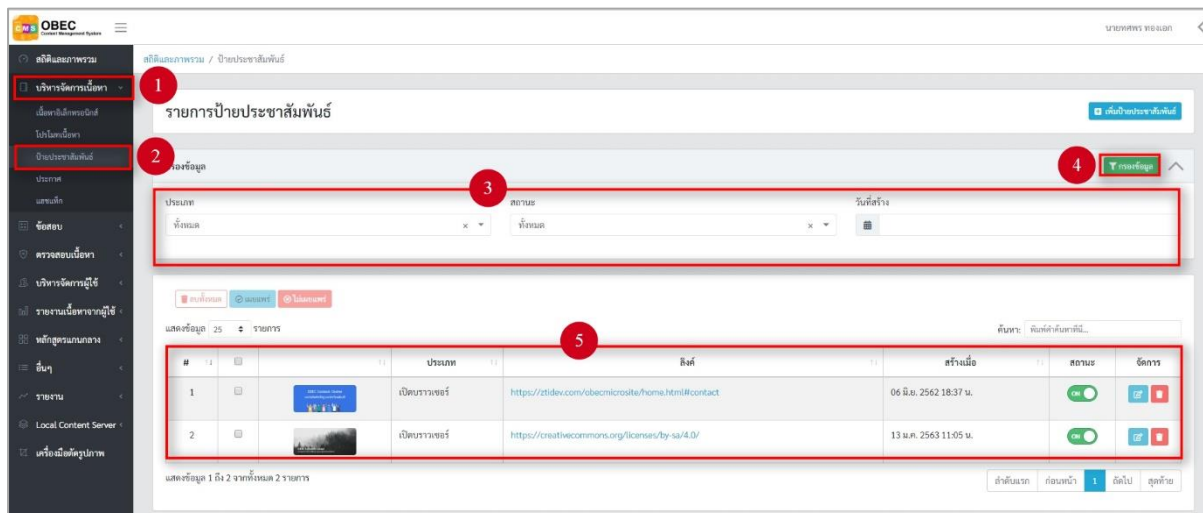 CMS OBEC
Content Management System
นายทศพร ทองเอก
สถิติและภาพรวม
สถิติและภาพรวม / ป้ายประชาสัมพันธ์
บริหารจัดการเนื้อหา
1
เนื้อหาอิเล็กทรอนิกส์
รายการป้ายประชาสัมพันธ์
เพิ่มป้ายประชาสัมพันธ์
โปรโมทเนื้อหา
ป้ายประชาสัมพันธ์
2
กรองข้อมูล
4
กรองข้อมูล
ประกาศ
แสนแท็ก
3
ประเภท
สถานะ
วันที่สร้าง
ทั้งหมด × ทั้งหมด ×
ข้อสอบ
ตรวจสอบเนื้อหา
บริหารจัดการผู้ใช้
รายงานเนื้อหาจากผู้ใช้
หลักสูตรแกนกลาง
อื่นๆ
รายงาน
Local Content Server
เครื่องมือตัดรูปภาพ
ลบทั้งหมด เผยแพร่ ไม่เผยแพร่
แสดงข้อมูล 25 รายการ
ค้นหา: พิมพ์คำค้นหาที่นี่...
5
# ประเภท ลิงค์ สร้างเมื่อ สถานะ จัดการ
1 เปิดบราวเซอร์ https://ztidev.com/obecmicrosite/home.html#contact 06 มิ.ย. 2562 18:37 น. ON
2 เปิดบราวเซอร์ https://creativecommons.org/licenses/by-sa/4.0/ 13 ม.ค. 2563 11:05 น. ON
แสดงข้อมูล 1 ถึง 2 จากทั้งหมด 2 รายการ
ลำดับแรก ก่อนหน้า 1 ถัดไป สุดท้าย